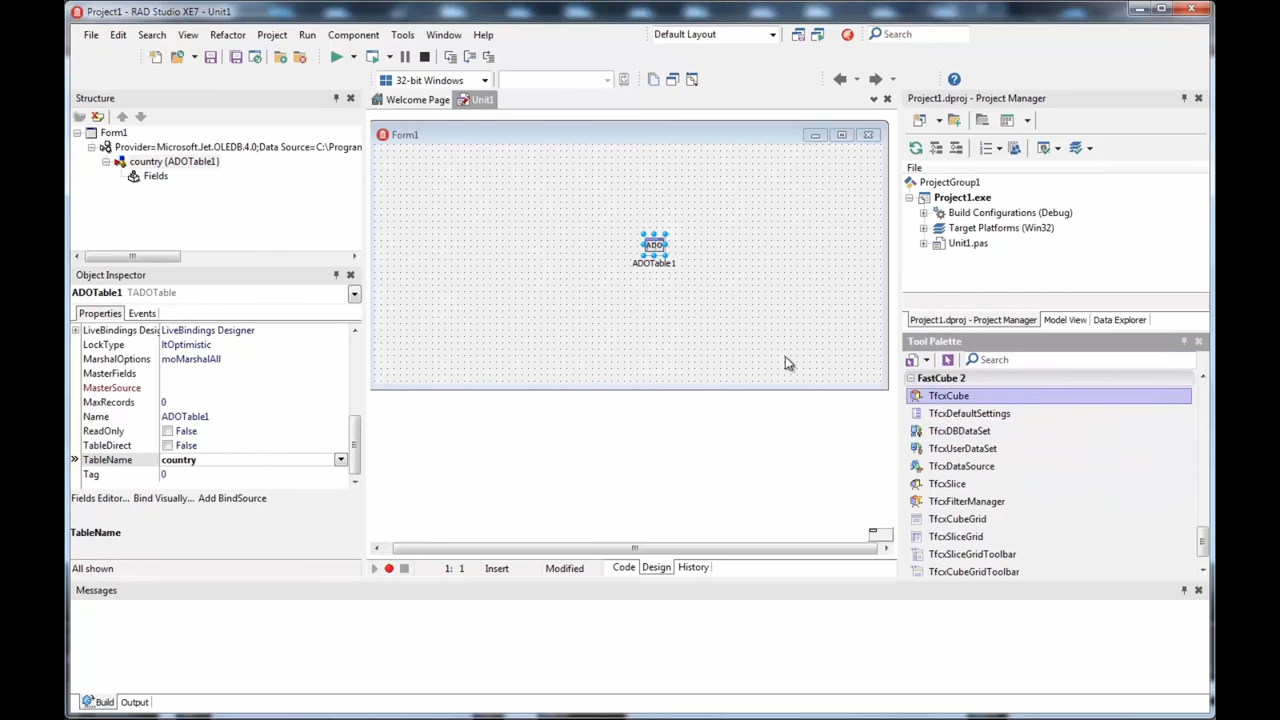 Project1 - RAD Studio XE7 - Unit1
File Edit Search View Refactor Project Run Component Tools Window Help
Default Layout
Search
32-bit Windows
Structure
Form1
Provider=Microsoft.Jet.OLEDB.4.0;Data Source=C:\Program
country {ADOTable1}
Fields
Object Inspector
ADOTable1 TADOTable
Properties Events
LiveBindings Desig LiveBindings Designer
LockType ltOptimistic
MarshalOptions moMarshalAll
MasterFields
MasterSource
MaxRecords 0
Name ADOTable1
ReadOnly False
TableDirect False
TableName country
Tag 0
Fields Editor... Bind Visually... Add BindSource
TableName
All shown
Welcome Page Unit1
Form1
ADO
ADOTable1
1: 1 Insert Modified Code Design History
Project1.dproj - Project Manager
File
ProjectGroup1
Project1.exe
Build Configurations (Debug)
Target Platforms (Win32)
Unit1.pas
Project1.dproj - Project Manager Model View Data Explorer
Tool Palette
Search
FastCube 2
TfcxCube
TfcxDefaultSettings
TfcxDBDataSet
TfcxUserDataSet
TfcxDataSource
TfcxSlice
TfcxFilterManager
TfcxCubeGrid
TfcxSliceGrid
TfcxSliceGridToolbar
TfcxCubeGridToolbar
Messages
Build Output